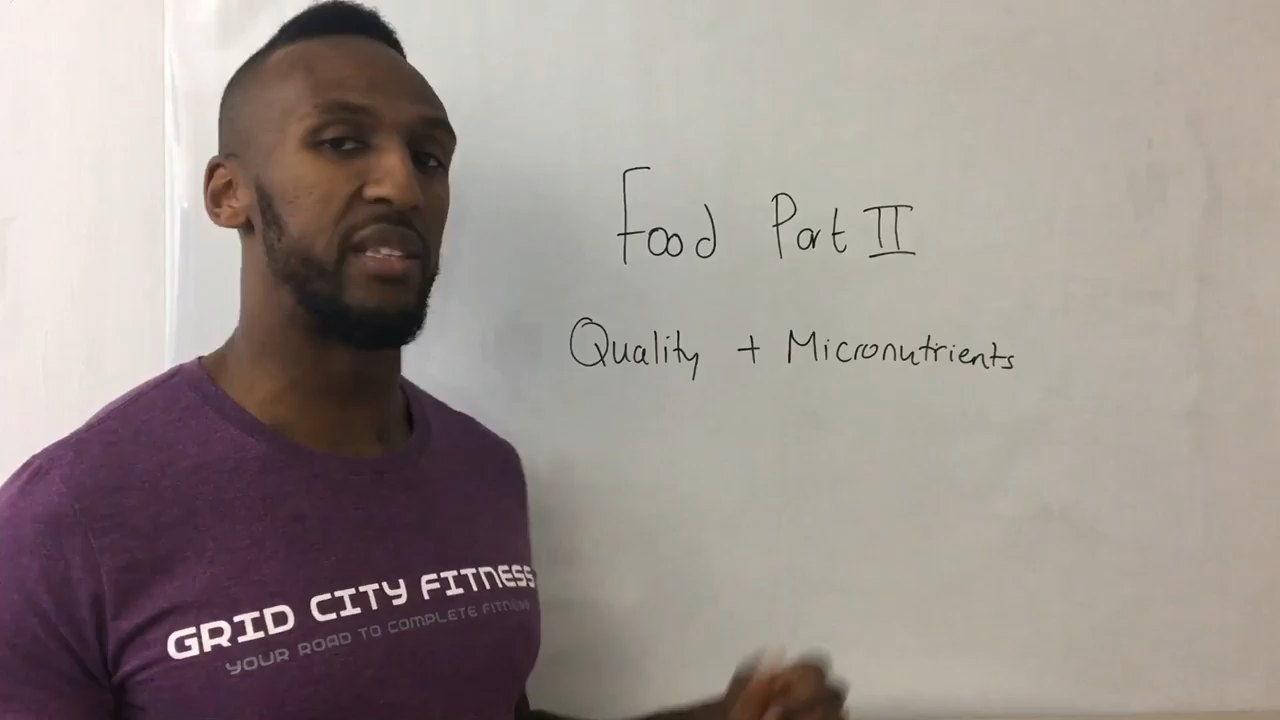 Food Part II
Quality + Micronutrients
GRID CITY FITNESS
YOUR ROAD TO COMPLETE FITNESS